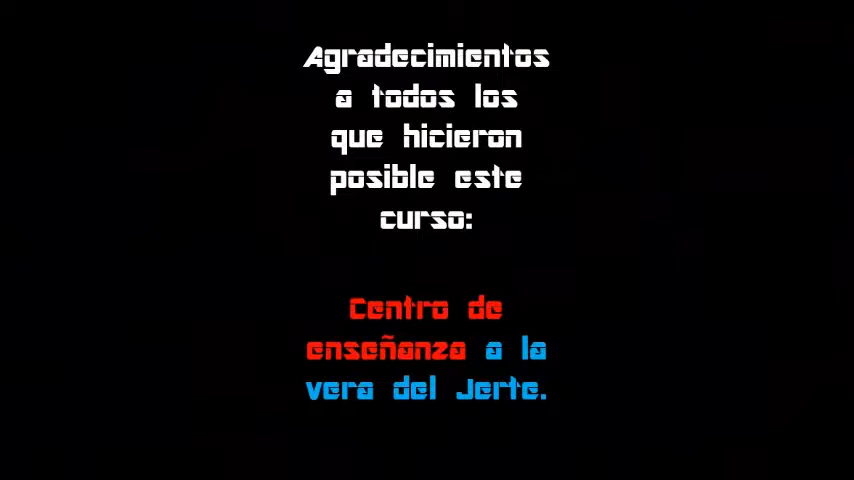 Agradecimientos
a todos los
que hicieron
posible este
curso:
Centro de
enseñanza a la
vera del Jerte.